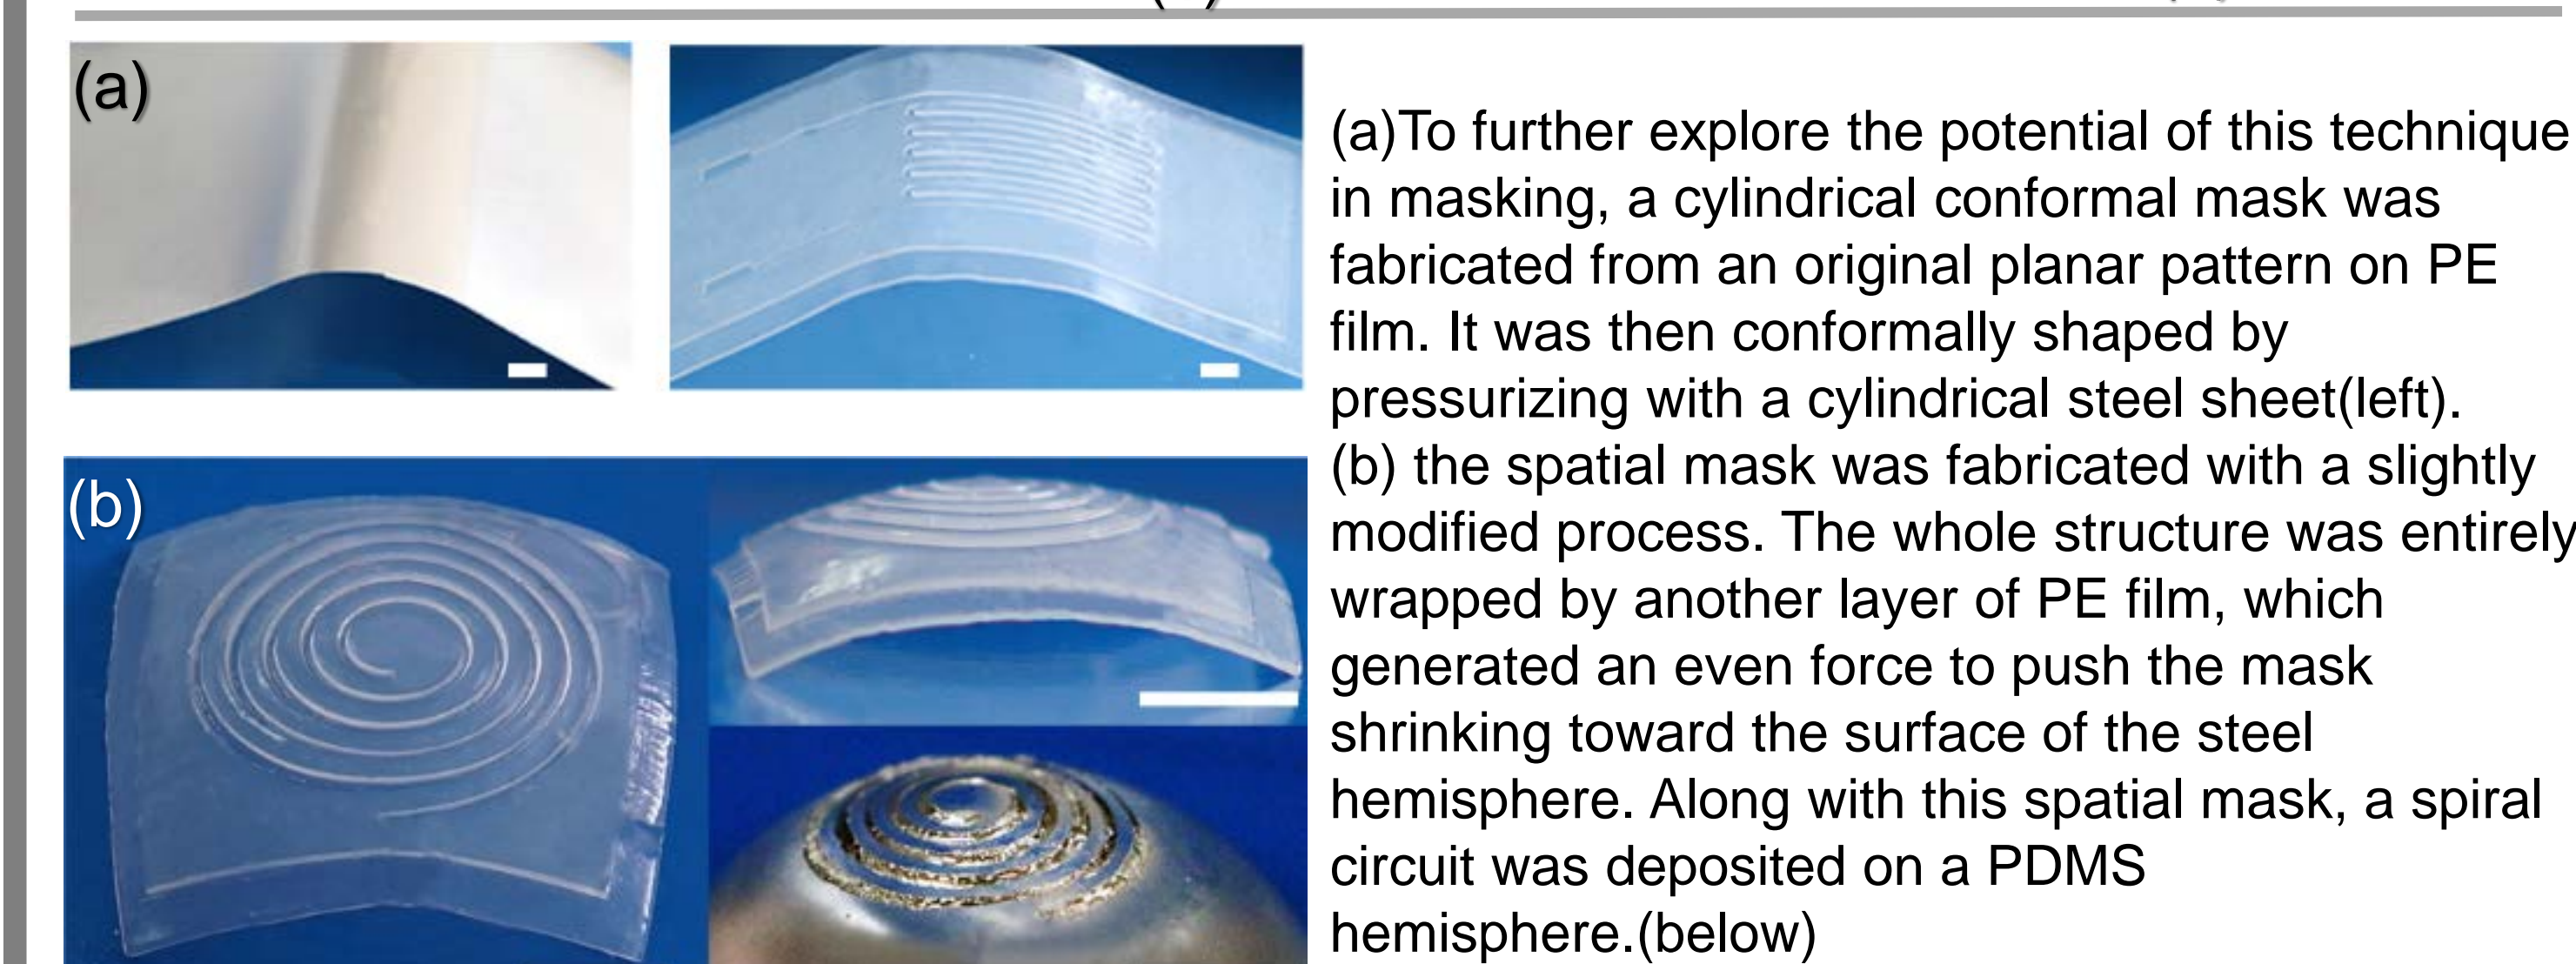 (a)
(a)To further explore the potential of this technique
in masking, a cylindrical conformal mask was
fabricated from an original planar pattern on PE
film. It was then conformally shaped by
pressurizing with a cylindrical steel sheet(left).
(b) the spatial mask was fabricated with a slightly
modified process. The whole structure was entirely
wrapped by another layer of PE film, which
generated an even force to push the mask
shrinking toward the surface of the steel
hemisphere. Along with this spatial mask, a spiral
circuit was deposited on a PDMS
hemisphere.(below)
(b)